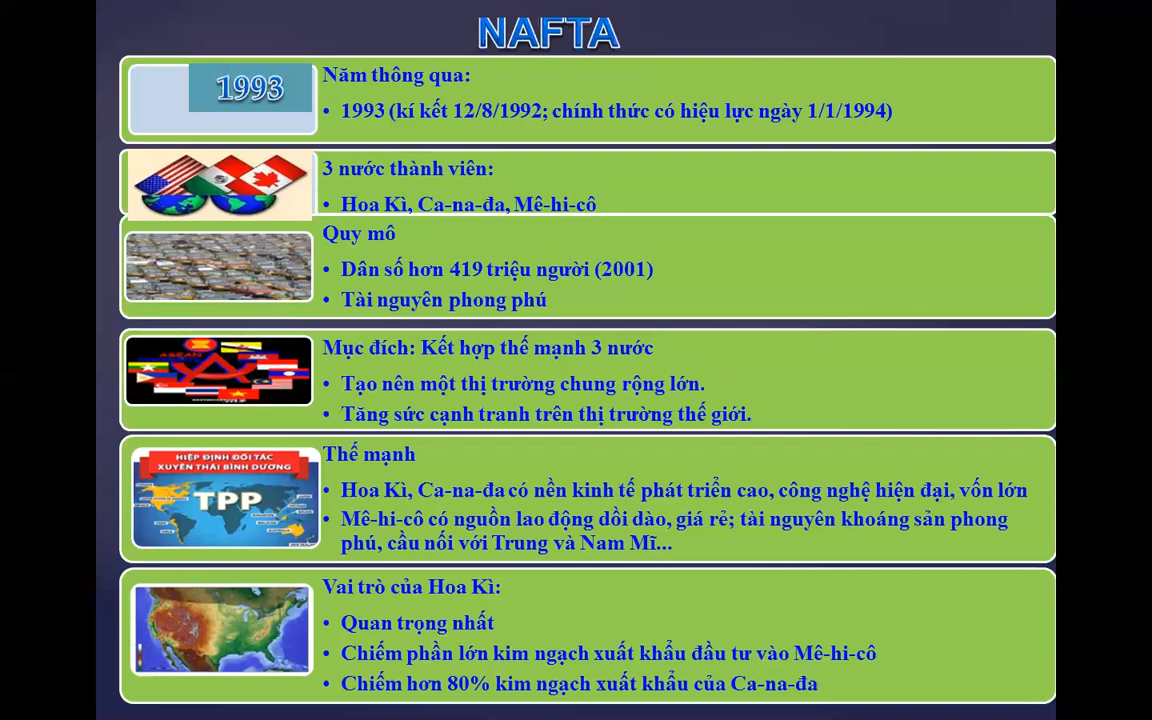 NAFTA
1993
Năm thông qua:
• 1993 (kí kết 12/8/1992; chính thức có hiệu lực ngày 1/1/1994)
3 nước thành viên:
• Hoa Kì, Ca-na-đa, Mê-hi-cô
Quy mô
• Dân số hơn 419 triệu người (2001)
• Tài nguyên phong phú
Mục đích: Kết hợp thế mạnh 3 nước
• Tạo nên một thị trường chung rộng lớn.
• Tăng sức cạnh tranh trên thị trường thế giới.
HIỆP ĐỊNH ĐỐI TÁC
XUYÊN THÁI BÌNH DƯƠNG
TPP
Thế mạnh
• Hoa Kì, Ca-na-đa có nền kinh tế phát triển cao, công nghệ hiện đại, vốn lớn
• Mê-hi-cô có nguồn lao động dồi dào, giá rẻ; tài nguyên khoáng sản phong
phú, cầu nối với Trung và Nam Mĩ...
Vai trò của Hoa Kì:
• Quan trọng nhất
• Chiếm phần lớn kim ngạch xuất khẩu đầu tư vào Mê-hi-cô
• Chiếm hơn 80% kim ngạch xuất khẩu của Ca-na-đa